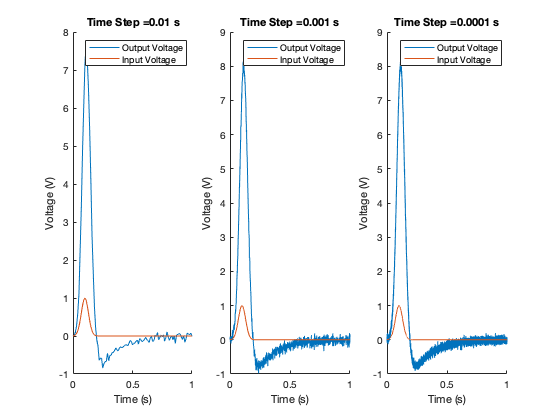 Time Step =0.01 s
Output Voltage
Input Voltage
8
7
6
5
4
3
2
1
0
-1
Voltage (V)
0
0.5
1
Time (s)
Time Step =0.001 s
Output Voltage
Input Voltage
9
8
7
6
5
4
3
2
1
0
-1
Voltage (V)
0
0.5
1
Time (s)
Time Step =0.0001 s
Output Voltage
Input Voltage
9
8
7
6
5
4
3
2
1
0
-1
Voltage (V)
0
0.5
1
Time (s)